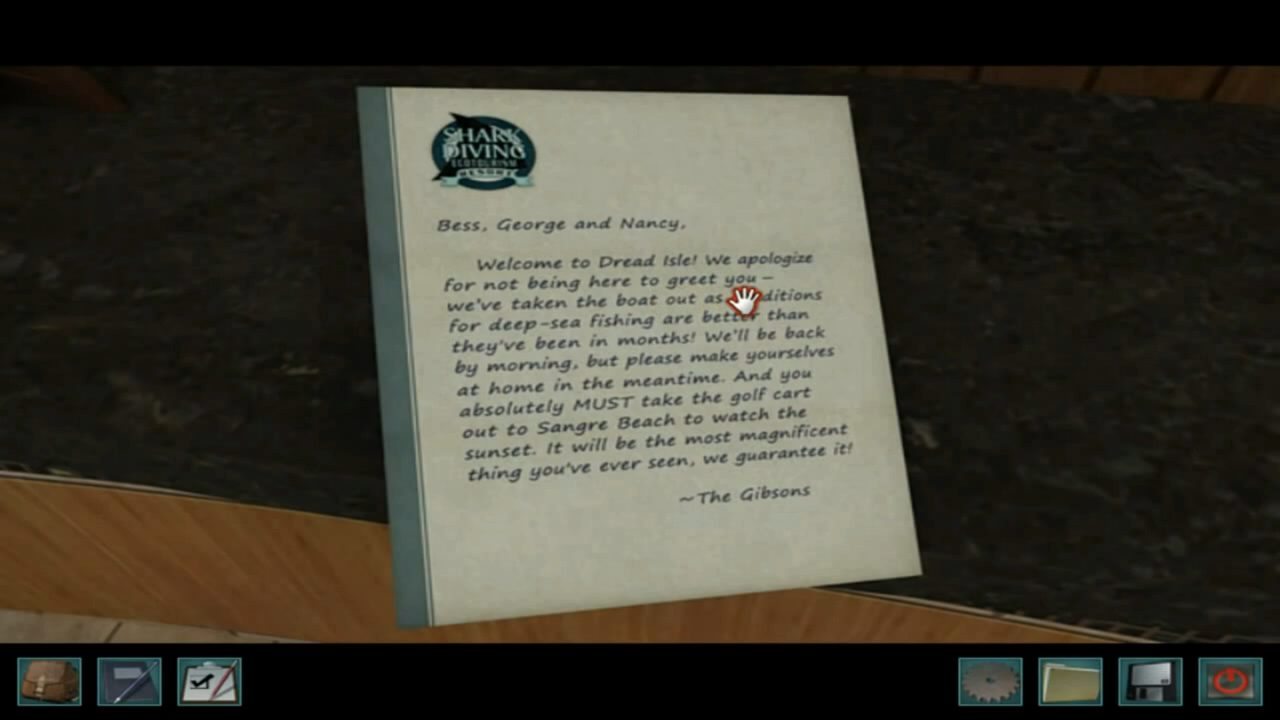 SHARK
DIVING
ECOTOURISM
RESORT
Bess, George and Nancy,
Welcome to Dread Isle! We apologize
for not being here to greet you -
we've taken the boat out as ditions
for deep-sea fishing are better than
they've been in months! We'll be back
by morning, but please make yourselves
at home in the meantime. And you
absolutely MUST take the golf cart
out to Sangre Beach to watch the
sunset. It will be the most magnificent
thing you've ever seen, we guarantee it!
~The Gibsons